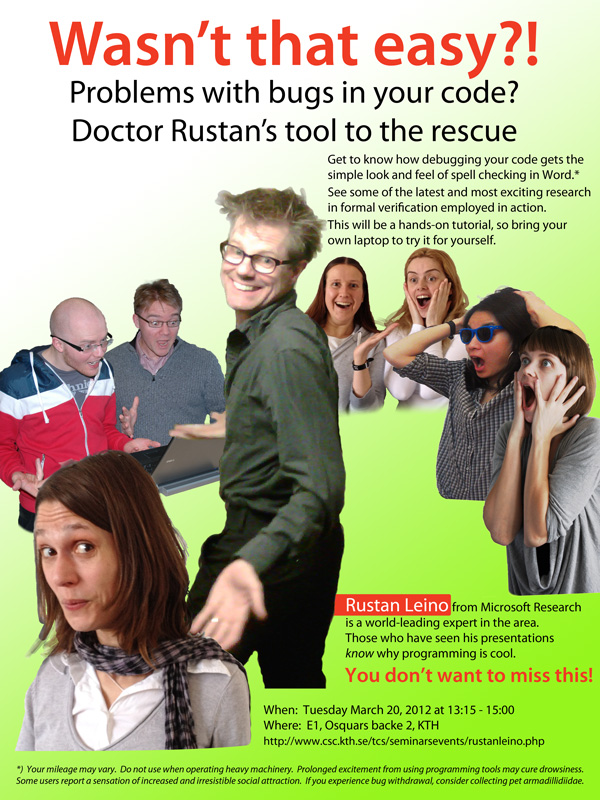 Wasn't that easy?!
Problems with bugs in your code?
Doctor Rustan's tool to the rescue
Get to know how debugging your code gets the
simple look and feel of spell checking in Word.*
See some of the latest and most exciting research
in formal verification employed in action.
This will be a hands-on tutorial, so bring your
own laptop to try it for yourself.
Rustan Leino from Microsoft Research
is a world-leading expert in the area.
Those who have seen his presentations
know why programming is cool.
You don't want to miss this!
When: Tuesday March 20, 2012 at 13:15 - 15:00
Where: E1, Osquars backe 2, KTH
http://www.csc.kth.se/tcs/seminarsevents/rustanleino.php
*) Your mileage may vary. Do not use when operating heavy machinery. Prolonged excitement from using programming tools may cure drowsiness.
Some users report a sensation of increased and irresistible social attraction. If you experience bug withdrawal, consider collecting pet armadillidiidae.